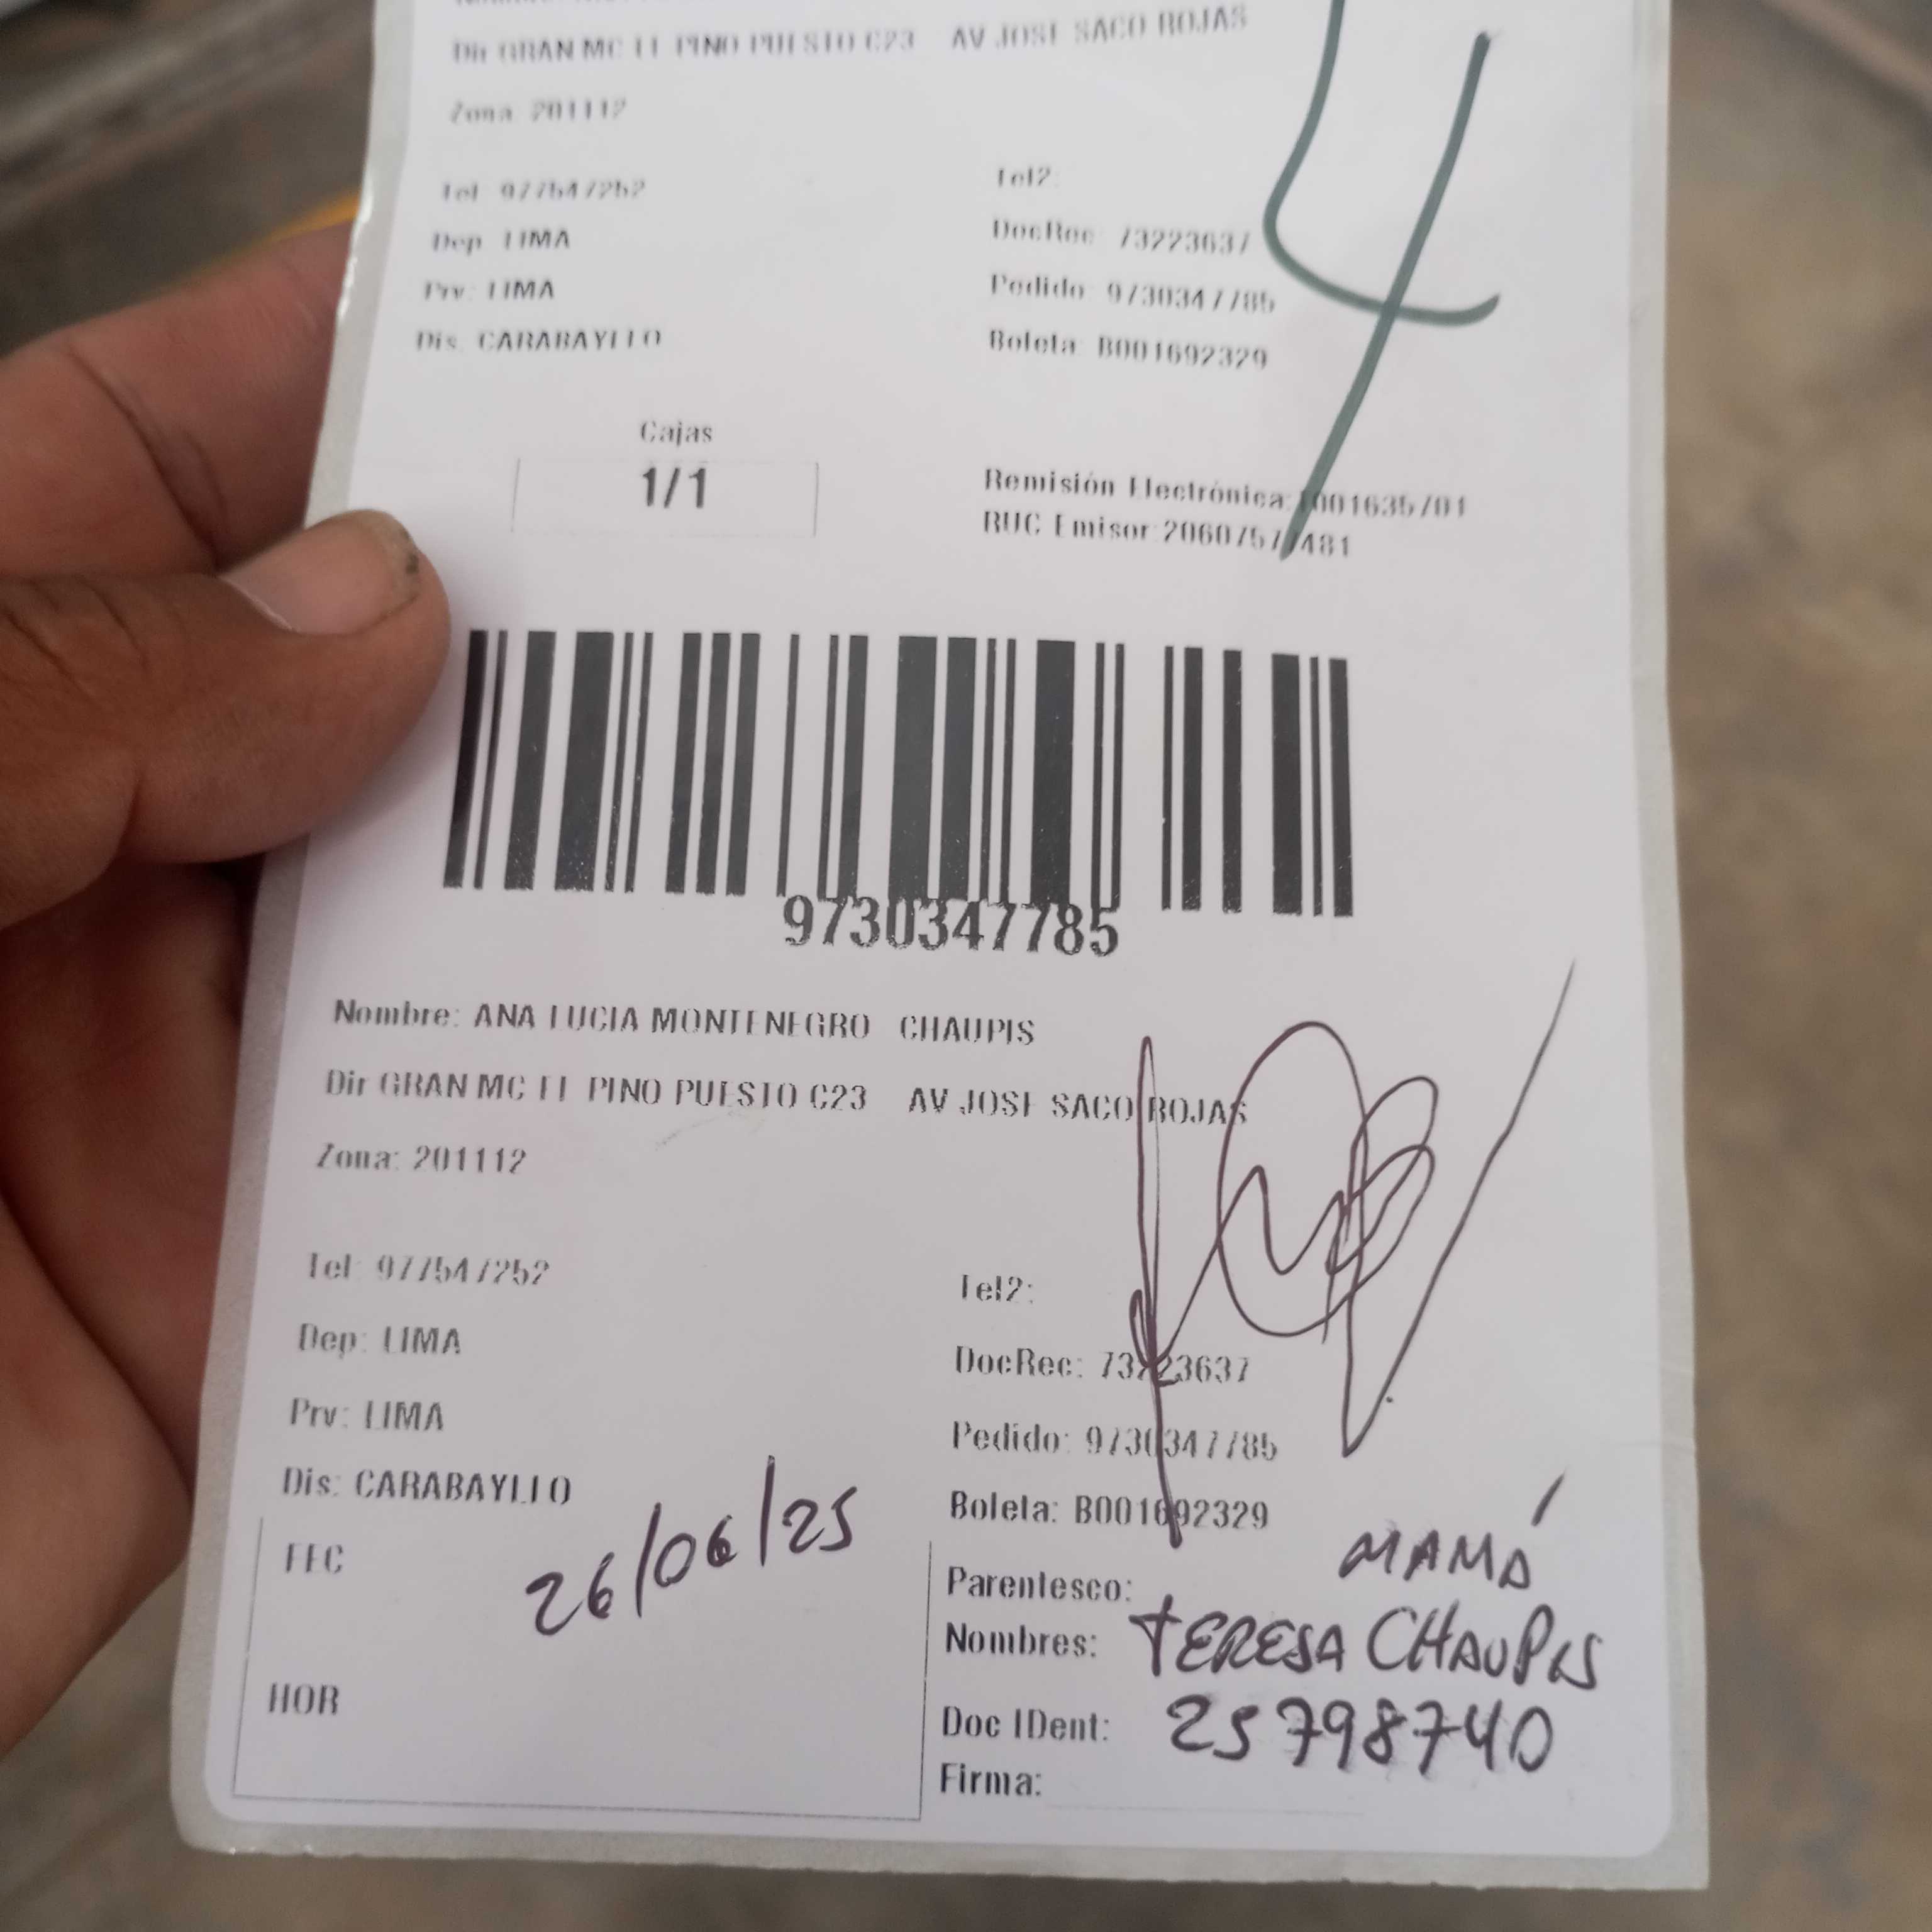 Dir GRAN MC EL PINO PUESTO C23 AV JOSE SACO ROJAS
Zona: 201112
Tel: 977547252
Tel2:
Dep: LIMA
DocRec: 73223637
Prv: LIMA
Pedido: 9730347785
Dis: CARABAYLLO
Boleta: B001692329
4
Cajas
1/1
Remisión Electrónica:
RUC Emisor:
9730347785
Nombre: ANA LUCIA MONTENEGRO CHAUPIS
Dir GRAN MC EL PINO PUESTO C23 AV JOSE SACO ROJAS
Zona: 201112
Tel: 977547252
Tel2:
Dep: LIMA
DocRec: 73223637
Prv: LIMA
Pedido: 9730347785
Dis: CARABAYLLO
Boleta: B001692329
FEC 26/06/25
HOR
Parentesco: MAMÁ
Nombres: TERESA CHAUPIS
Doc IDent: 25798740
Firma: